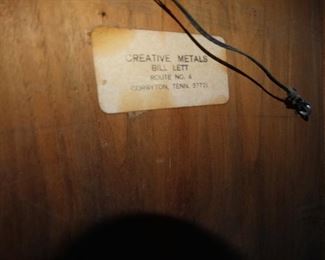 CREATIVE METALS
BILL LETT
ROUTE NO. 4
CORRYTON, TENN. 37721